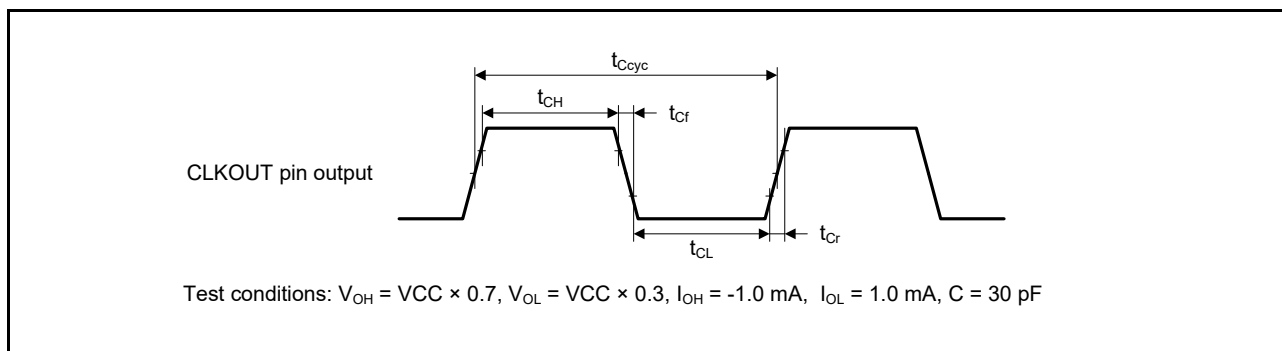 tCcyc
tCH
tCf
CLKOUT pin output
tCL
tCr
Test conditions: VOH = VCC × 0.7, VOL = VCC × 0.3, IOH = -1.0 mA, IOL = 1.0 mA, C = 30 pF